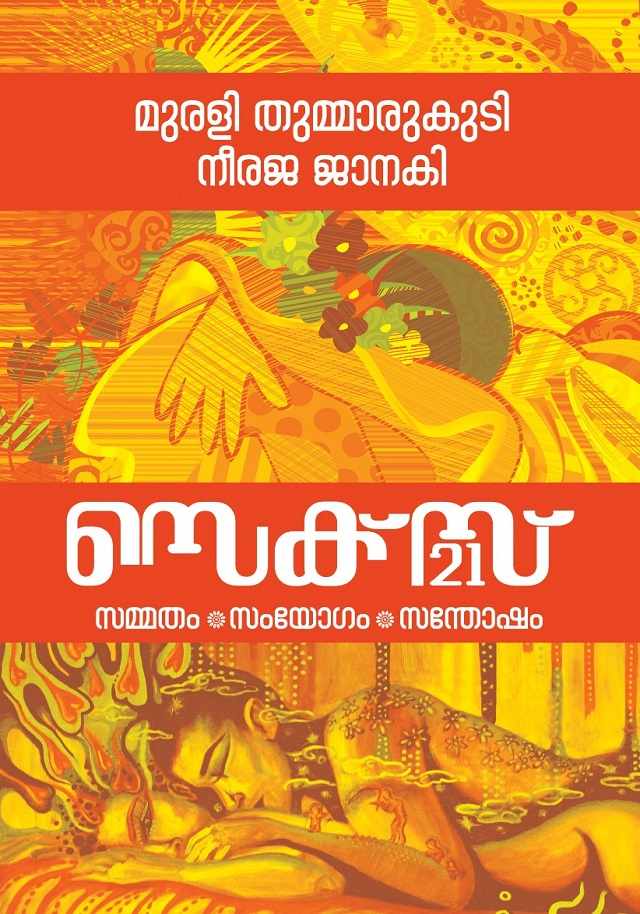 മുരളി തുമ്മാരുകുടി
നീരജ ജാനകി
സെക്സ് 21
സമ്മതം സംയോഗം സന്തോഷം